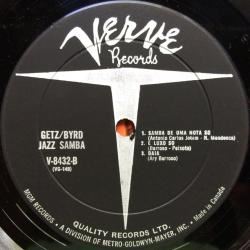 Verve
Records
GETZ/BYRD
JAZZ SAMBA
V-8432-B
(VG-149)
1. SAMBA DE UMA NOTA SO
(Antonio Carlos Jobim - N. Mendonca)
2. E LUXO SO
(Barroso - Peixoto)
3. BAIA
(Ary Barroso)
QUALITY RECORDS LTD.
MGM RECORDS • A DIVISION OF METRO-GOLDWYN-MAYER, INC. • Made in Canada